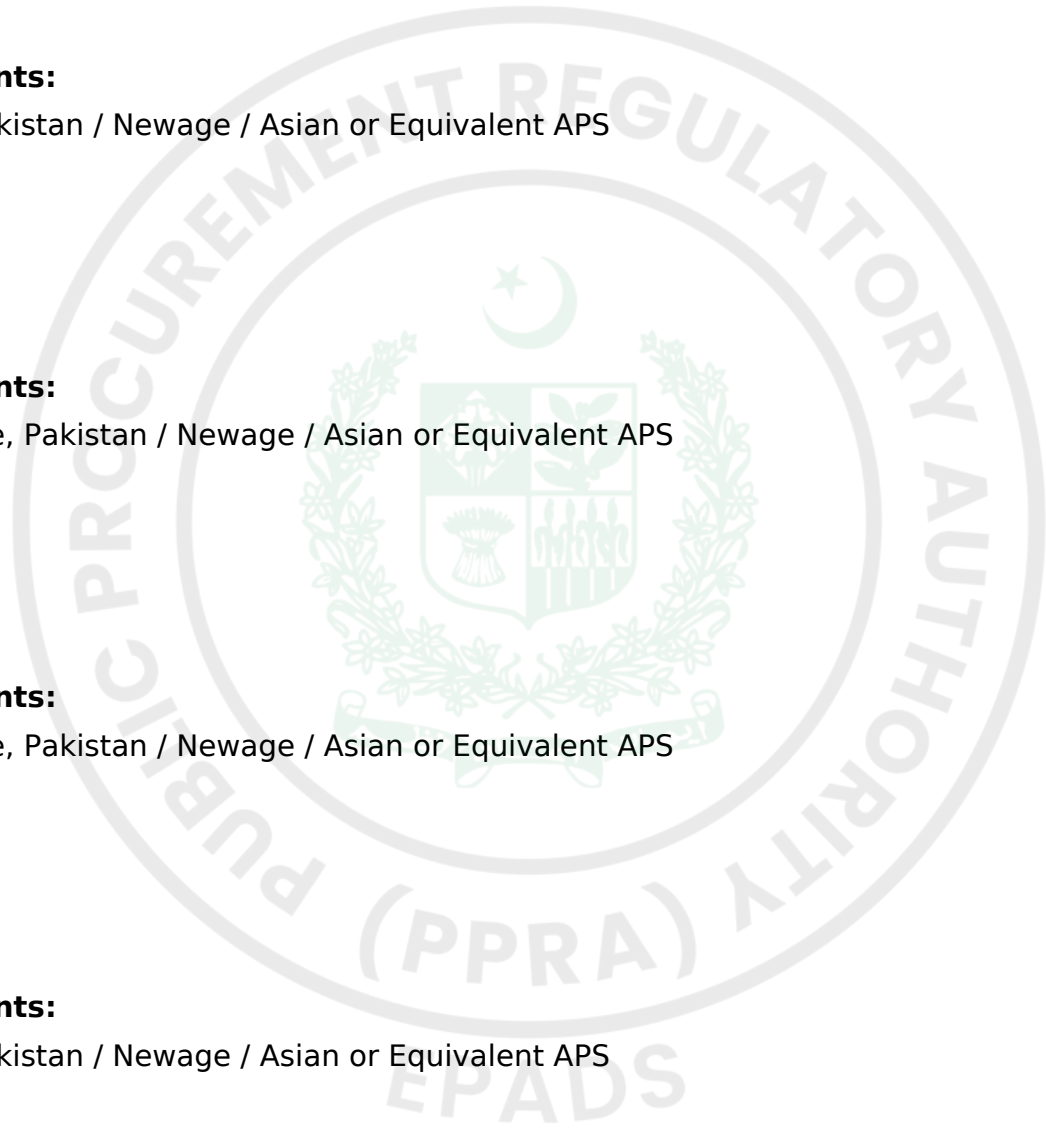 nts:
kistan / Newage / Asian or Equivalent APS
nts:
e, Pakistan / Newage / Asian or Equivalent APS
nts:
e, Pakistan / Newage / Asian or Equivalent APS
nts:
kistan / Newage / Asian or Equivalent APS
PUBIC PROCUREMENT REGULATORY AUTHORITY
(PPRA)
EPADS